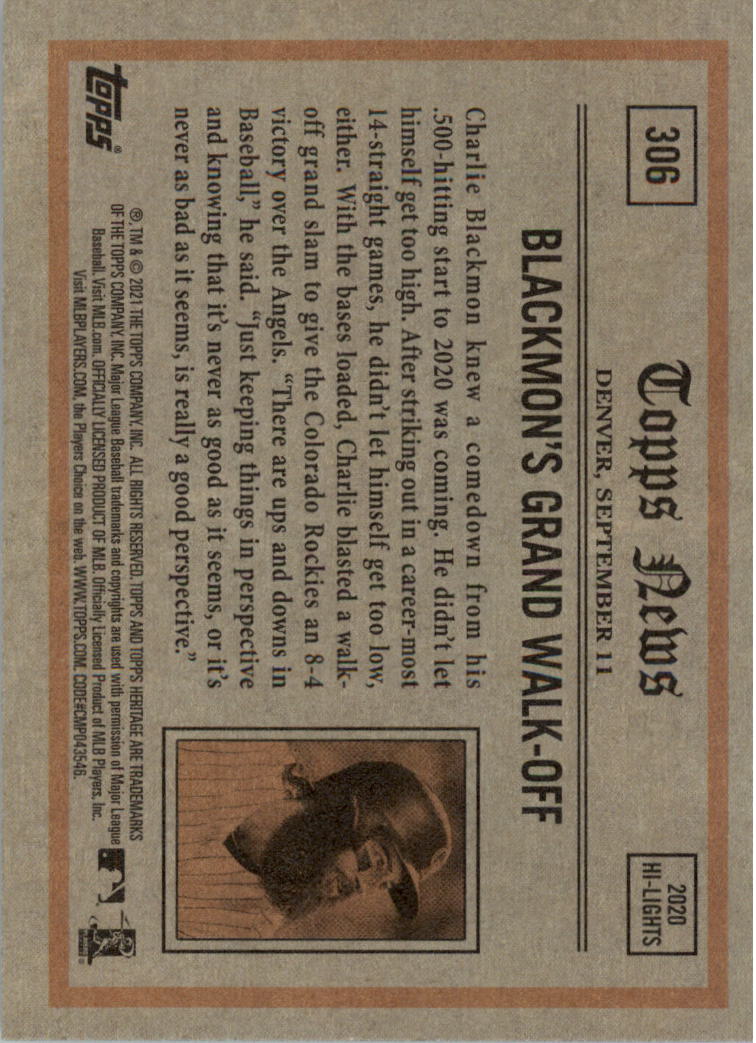 306
Topps News
2020
HI-LIGHTS
DENVER, SEPTEMBER 11
BLACKMON'S GRAND WALK-OFF
Charlie Blackmon knew a comedown from his
.500-hitting start to 2020 was coming. He didn't let
himself get too high. After striking out in a career-most
14-straight games, he didn't let himself get too low,
either. With the bases loaded, Charlie blasted a walk-
off grand slam to give the Colorado Rockies an 8-4
victory over the Angels. “There are ups and downs in
Baseball,” he said. “Just keeping things in perspective
and knowing that it's never as good as it seems, or it's
never as bad as it seems, is really a good perspective.”
topps®
®, TM & © 2021 THE TOPPS COMPANY, INC. ALL RIGHTS RESERVED. TOPPS AND TOPPS HERITAGE ARE TRADEMARKS
OF THE TOPPS COMPANY, INC. Major League Baseball trademarks and copyrights are used with permission of Major League
Baseball. Visit MLB.com. OFFICIALLY LICENSED PRODUCT OF MLB. Officially Licensed Product of MLB Players, Inc.
Visit MLBPLAYERS.COM, the Players Choice on the web. WWW.TOPPS.COM. CODE#CMP043546.